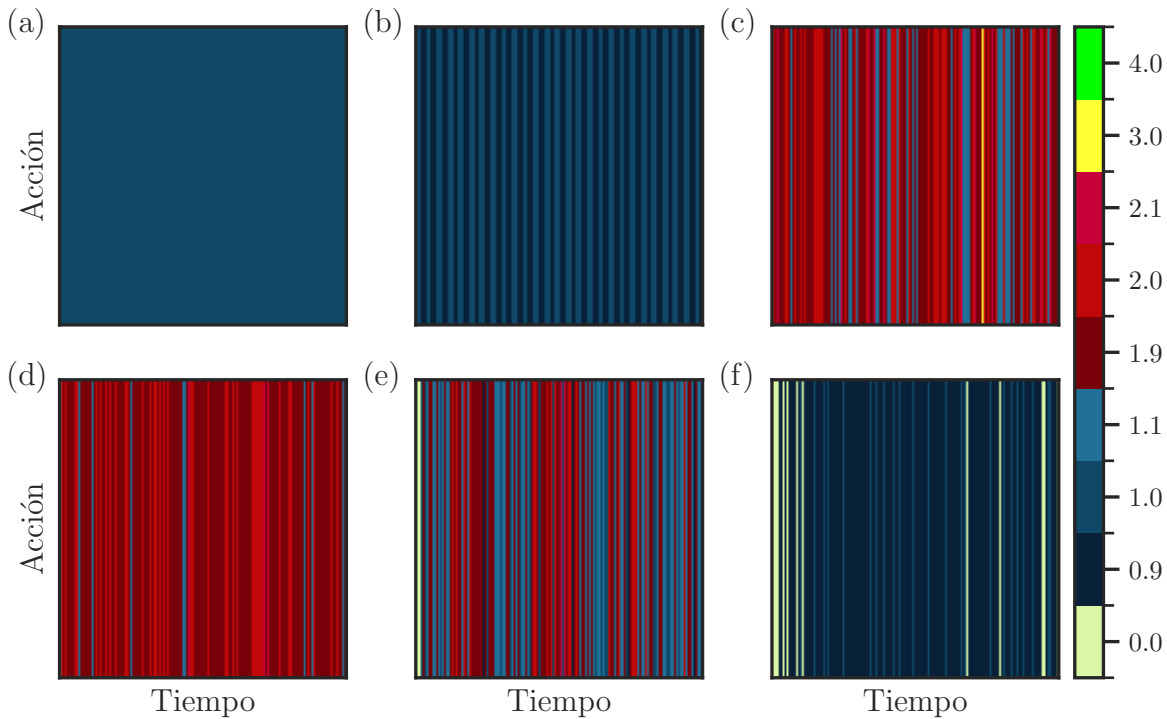 (a)
(b)
(c)
Acción
(d)
(e)
(f)
Acción
Tiempo
Tiempo
Tiempo
4.0
3.0
2.1
2.0
1.9
1.1
1.0
0.9
0.0